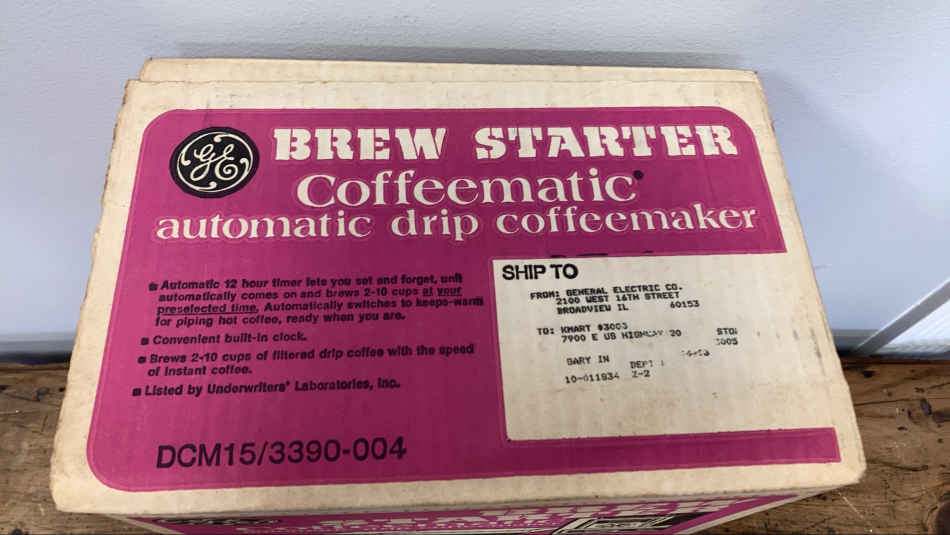 GE
BREW STARTER
Coffeematic
automatic drip coffeemaker
Automatic 12 hour timer lets you set and forget, unit
automatically comes on and brews 2-10 cups at your
preselected time. Automatically switches to keeps-warm
for piping hot coffee, ready when you are.
Convenient built-in clock.
Brews 2-10 cups of filtered drip coffee with the speed
of instant coffee.
Listed by Underwriters' Laboratories, Inc.
DCM15/3390-004
SHIP TO
FROM: GENERAL ELECTRIC CO.
2100 WEST 16TH STREET
BROADVIEW IL 60153
TO: KMART #3005
7900 E US HIGHWAY 20
GARY IN DEPT
10-011834 Z-2